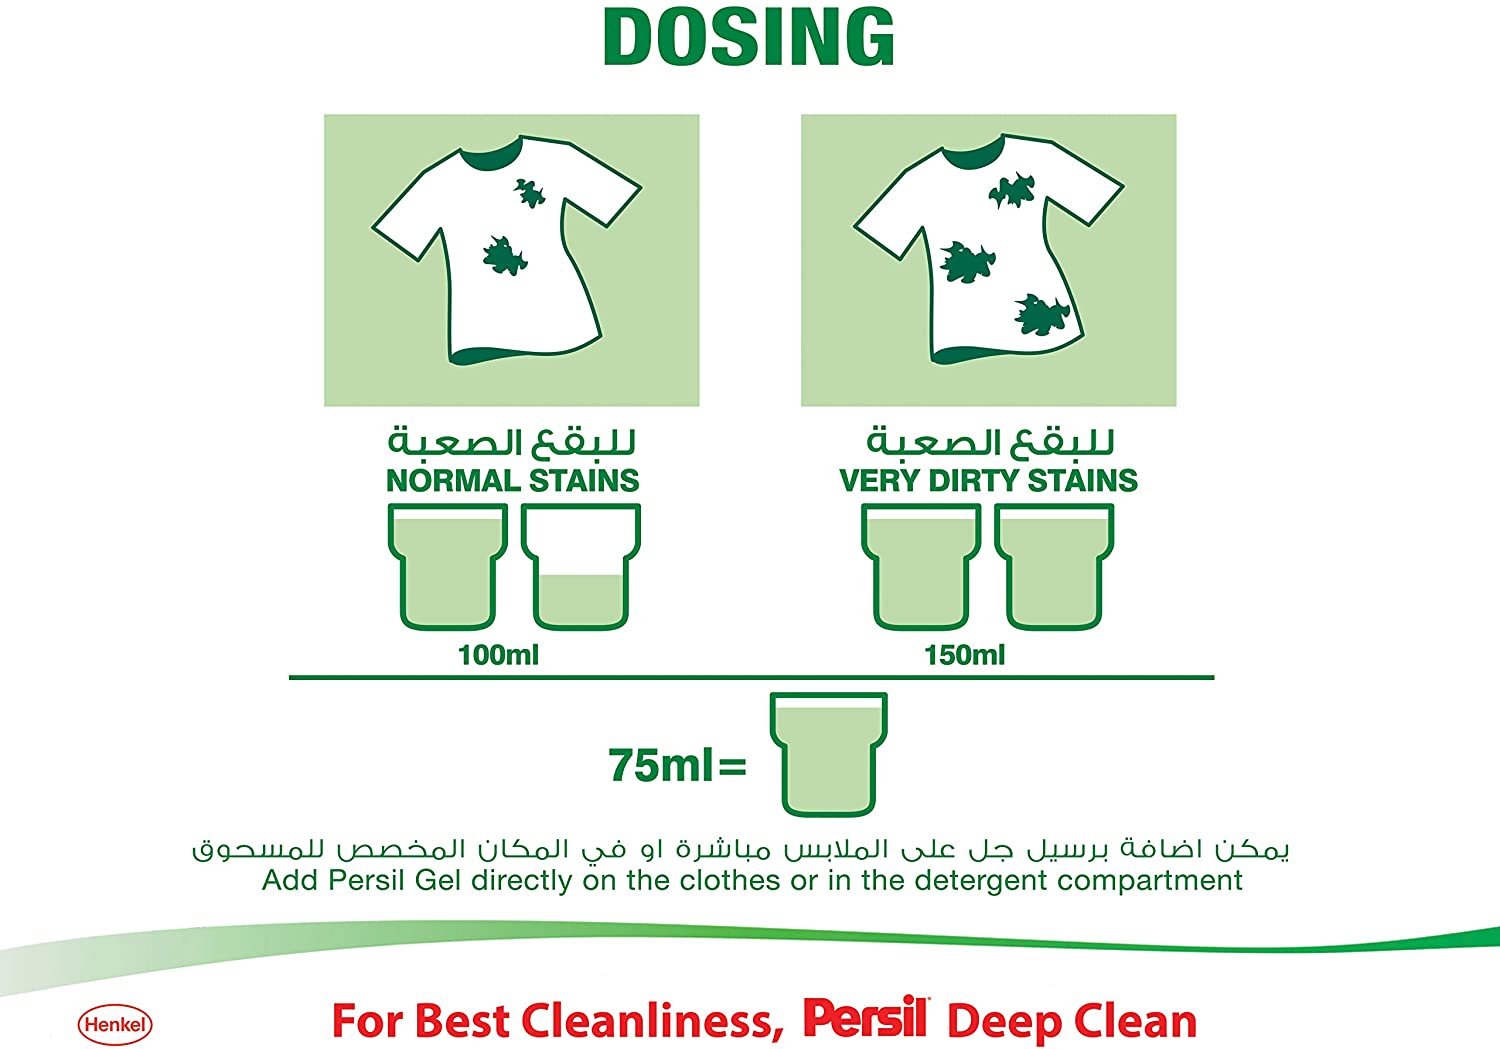 DOSING
للبقع الصعبة
NORMAL STAINS
100ml
للبقع الصعبة
VERY DIRTY STAINS
150ml
75ml=
يمكن اضافة برسيل جل على الملابس مباشرة او في المكان المخصص للمسحوق
Add Persil Gel directly on the clothes or in the detergent compartment
Henkel
For Best Cleanliness, Persil Deep Clean